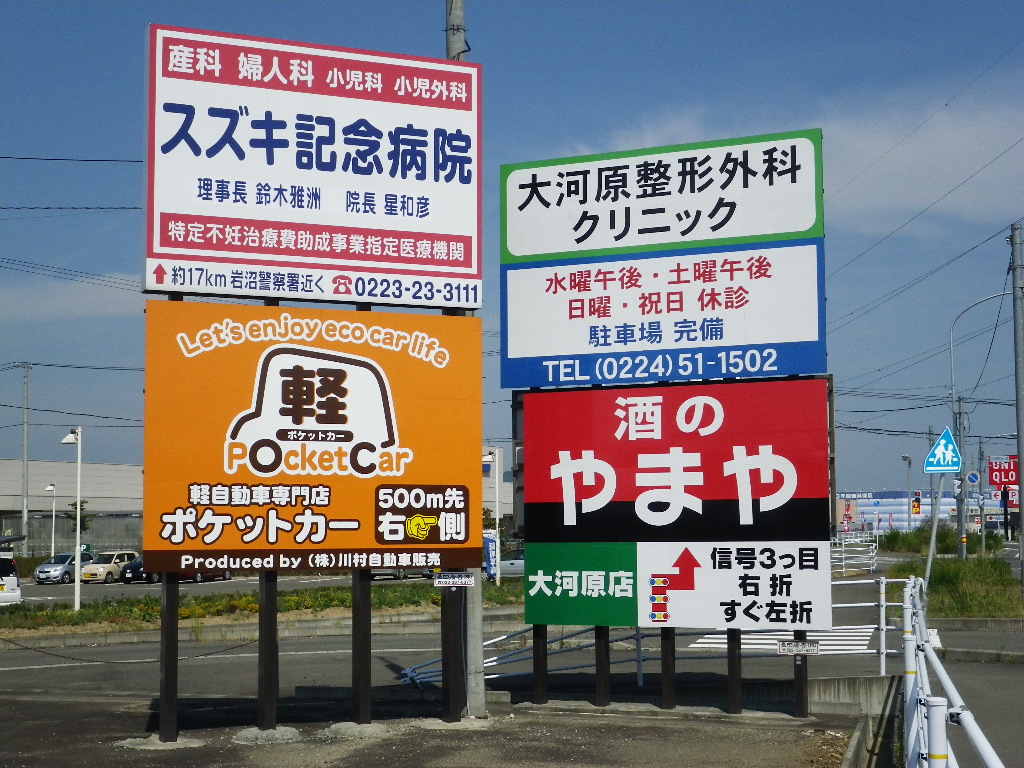 産科 婦人科 小児科 小児外科
スズキ記念病院
理事長 鈴木雅洲 院長 星和彦
特定不妊治療費助成事業指定医療機関
約17km 岩沼警察署近く ☎0223-23-3111
Let's enjoy eco car life
軽
ポケットカー
PocketCar
軽自動車専門店
ポケットカー
500m先
右 側
Produced by (株)川村自動車販売
大河原整形外科
クリニック
水曜午後・土曜午後
日曜・祝日 休診
駐車場 完備
TEL (0224) 51-1502
酒の
やまや
大河原店
信号3つ目
右折
すぐ左折
UNI
QLO